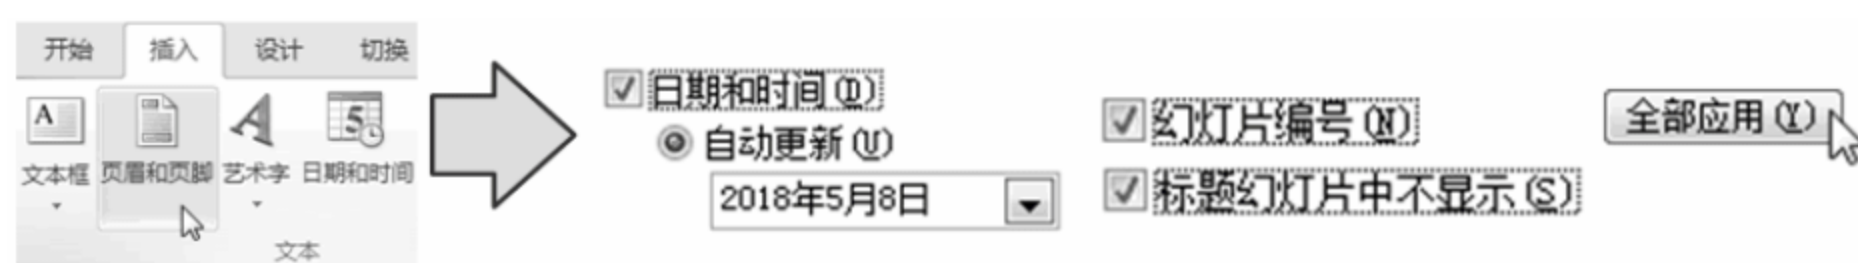 开始 插入 设计 切换
A 5
文本框 页眉和页脚 艺术字 日期和时间
文本
日期和时间(D)
自动更新(U)
2018年5月8日
幻灯片编号(N)
标题幻灯片中不显示(S)
全部应用(Y)